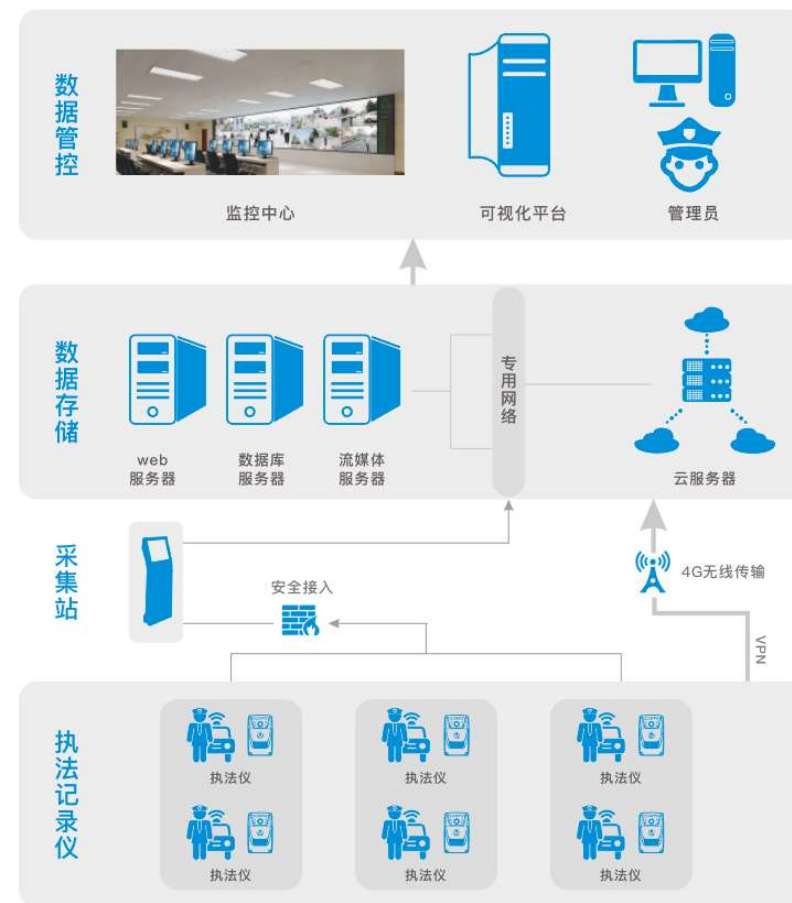 数据管控
监控中心
可视化平台
管理员
数据存储
专用网络
web
服务器
数据库
服务器
流媒体
服务器
云服务器
采集站
安全接入
4G无线传输
VPN
执法记录仪
执法仪
执法仪
执法仪
执法仪
执法仪
执法仪